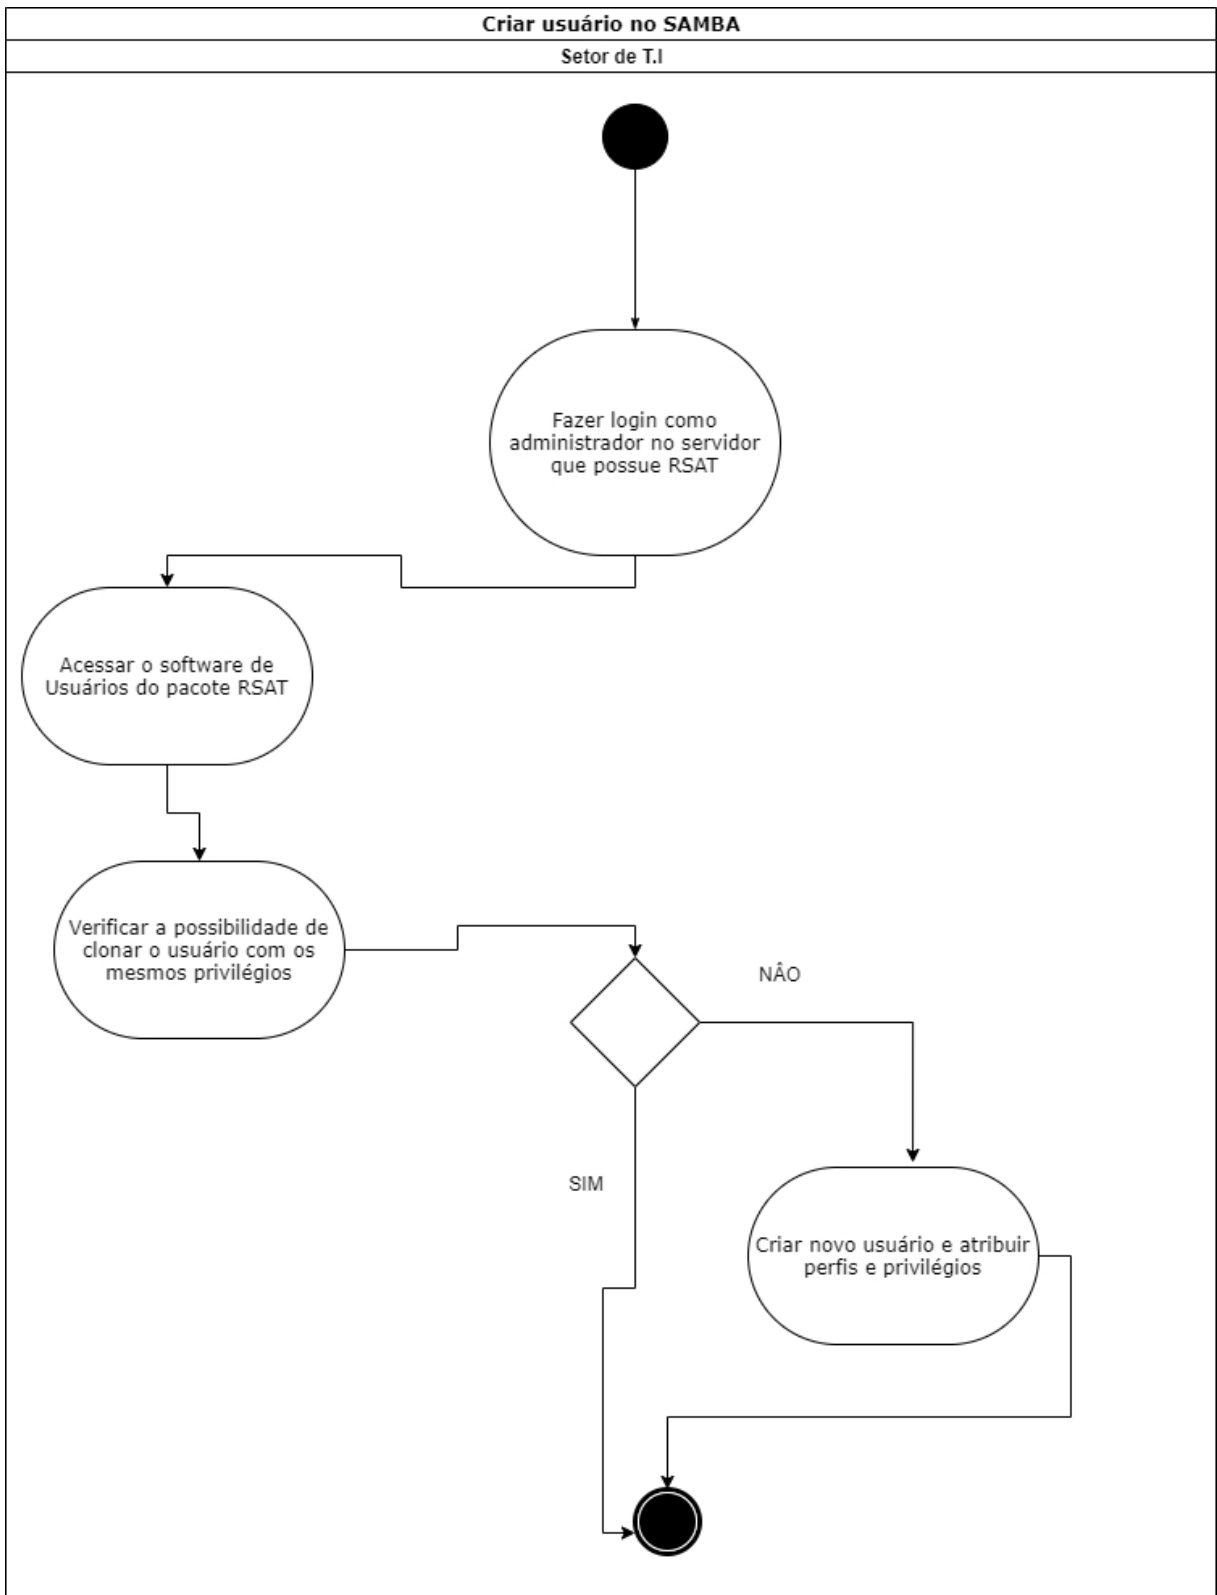 Criar usuário no SAMBA
Setor de T.I
Fazer login como
administrador no servidor
que possue RSAT
Acessar o software de
Usuários do pacote RSAT
Verificar a possibilidade de
clonar o usuário com os
mesmos privilégios
NÂO
SIM
Criar novo usuário e atribuir
perfis e privilégios